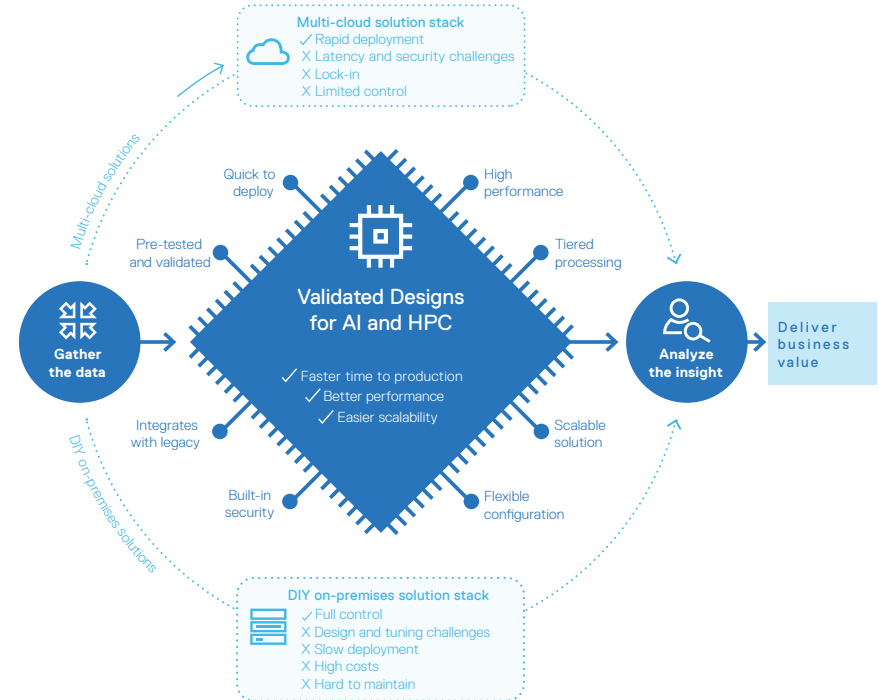 Multi-cloud solution stack
✓ Rapid deployment
X Latency and security challenges
X Lock-in
X Limited control
Multi-cloud solutions
Quick to
deploy
High
performance
Pre-tested
and validated
Tiered
processing
Validated Designs
for AI and HPC
Gather
the data
Analyze
the insight
Deliver
business
value
✓ Faster time to production
✓ Better performance
✓ Easier scalability
Integrates
with legacy
Scalable
solution
Built-in
security
Flexible
configuration
DIY on-premises solutions
DIY on-premises solution stack
✓ Full control
X Design and tuning challenges
X Slow deployment
X High costs
X Hard to maintain